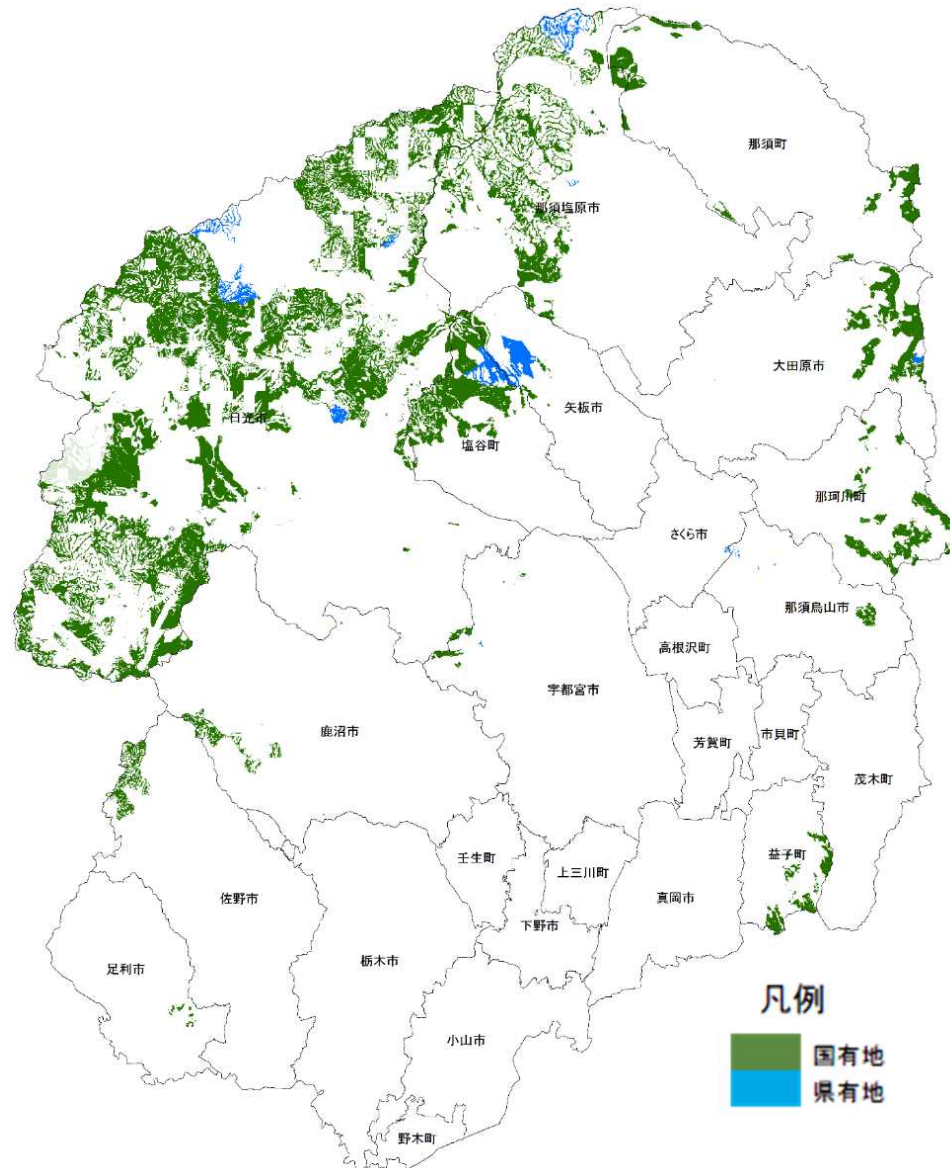 那須町
那須塩原市
大田原市
矢板市
日光市
塩谷町
那珂川町
さくら市
那須烏山市
高根沢町
宇都宮市
鹿沼市
芳賀町
市貝町
茂木町
壬生町
上三川町
益子町
佐野市
真岡市
下野市
栃木市
足利市
小山市
野木町
凡例
国有地
県有地